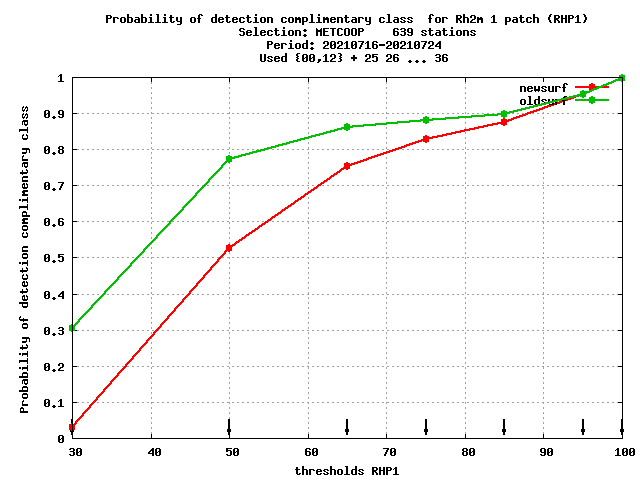 Probability of detection complimentary class  for Rh2m 1 patch (RHP1)
Selection: METCOOP    639 stations
Period: 20210716-20210724
Used {00,12} + 25 26 ... 36
Probability of detection complimentary class
1
0.9
0.8
0.7
0.6
0.5
0.4
0.3
0.2
0.1
0
newsurf
oldsurf
30 40 50 60 70 80 90 100
thresholds RHP1